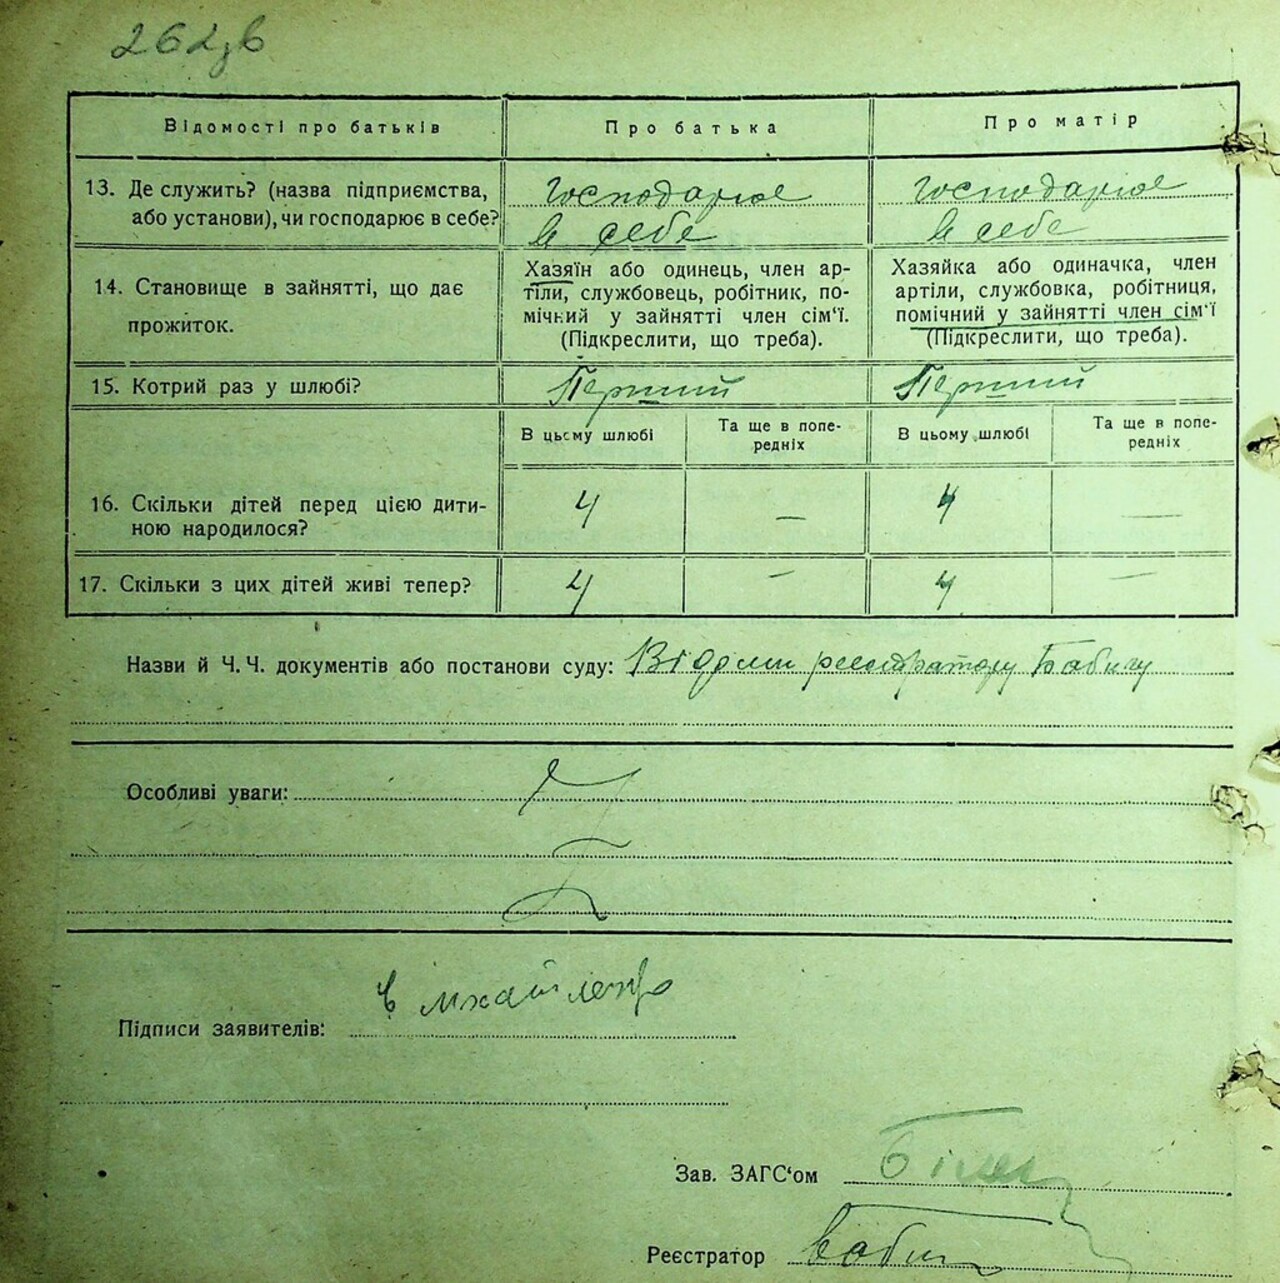 262зв
Відомості про батьків
Про батька
Про матір
13. Де служить? (назва підприємства,
або установи), чи господарює в себе?
Господарює
в себе
Господарює
в себе
14. Становище в зайнятті, що дає
прожиток.
Хазяїн або одинець, член ар-
тіли, службовець, робітник, по-
мічний у зайнятті член сім'ї.
(Підкреслити, що треба).
Хазяйка або одиначка, член
артіли, службовка, робітниця,
помічний у зайнятті член сім'ї
(Підкреслити, що треба).
15. Котрий раз у шлюбі?
Перший
Перший
В цьому шлюбі
Та ще в попе-
редніх
В цьому шлюбі
Та ще в попе-
редніх
16. Скільки дітей перед цією дити-
ною народилося?
4
—
4
—
17. Скільки з цих дітей живі тепер?
4
—
4
—
Назви й Ч. Ч. документів або постанови суду: Відомі реєстратору Бабичу
Особливі уваги:
Підписи заявителів:
Зав. ЗАГС'ом
Реєстратор